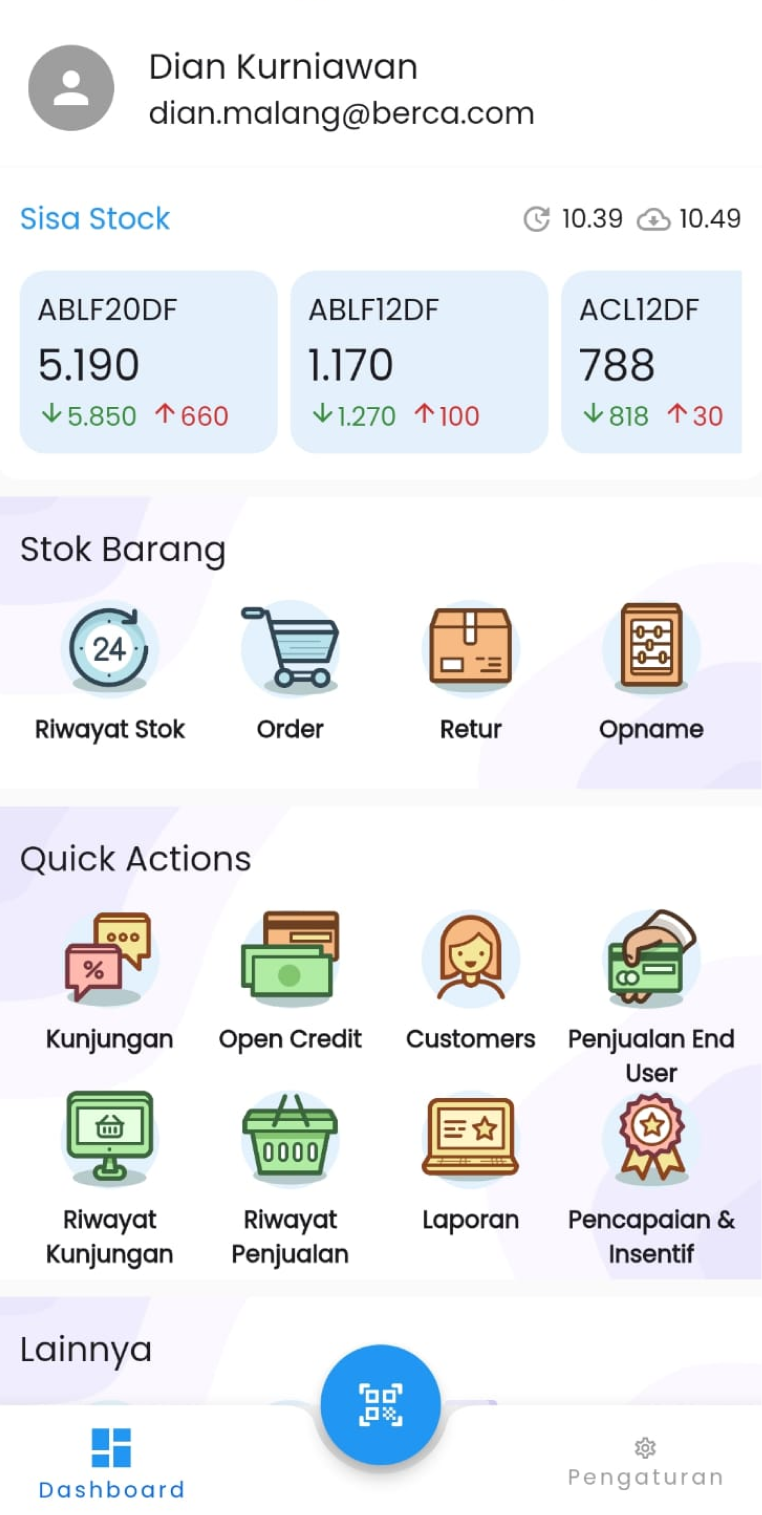 Dian Kurniawan
dian.malang@berca.com
Sisa Stock 10.39 10.49
ABLF20DF ABLF12DF ACL12DF
5.190 1.170 788
↓5.850 ↑660 ↓1.270 ↑100 ↓818 ↑30
Stok Barang
24
Riwayat Stok Order Retur Opname
Quick Actions
%
Kunjungan Open Credit Customers Penjualan End
User
Riwayat Riwayat Laporan Pencapaian &
Kunjungan Penjualan Insentif
Lainnya
Dashboard Pengaturan